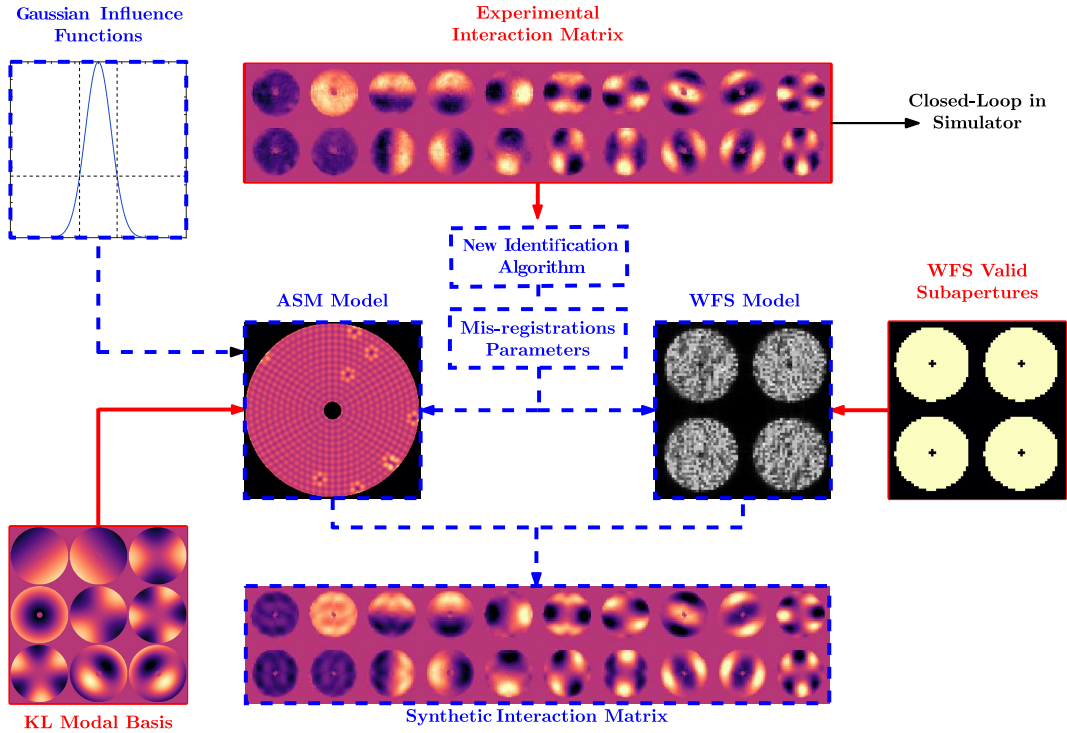 Gaussian Influence
Functions
Experimental
Interaction Matrix
Closed-Loop in
Simulator
New Identification
Algorithm
ASM Model
WFS Model
WFS Valid
Subapertures
Mis-registrations
Parameters
KL Modal Basis
Synthetic Interaction Matrix